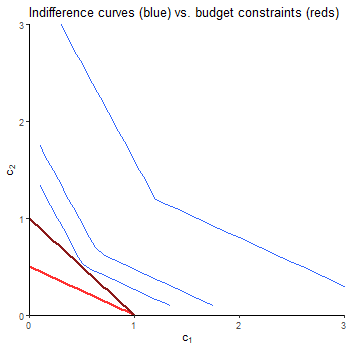 Indifference curves (blue) vs. budget constraints (reds)
3
2
1
0
c₂
0
1
2
3
c₁